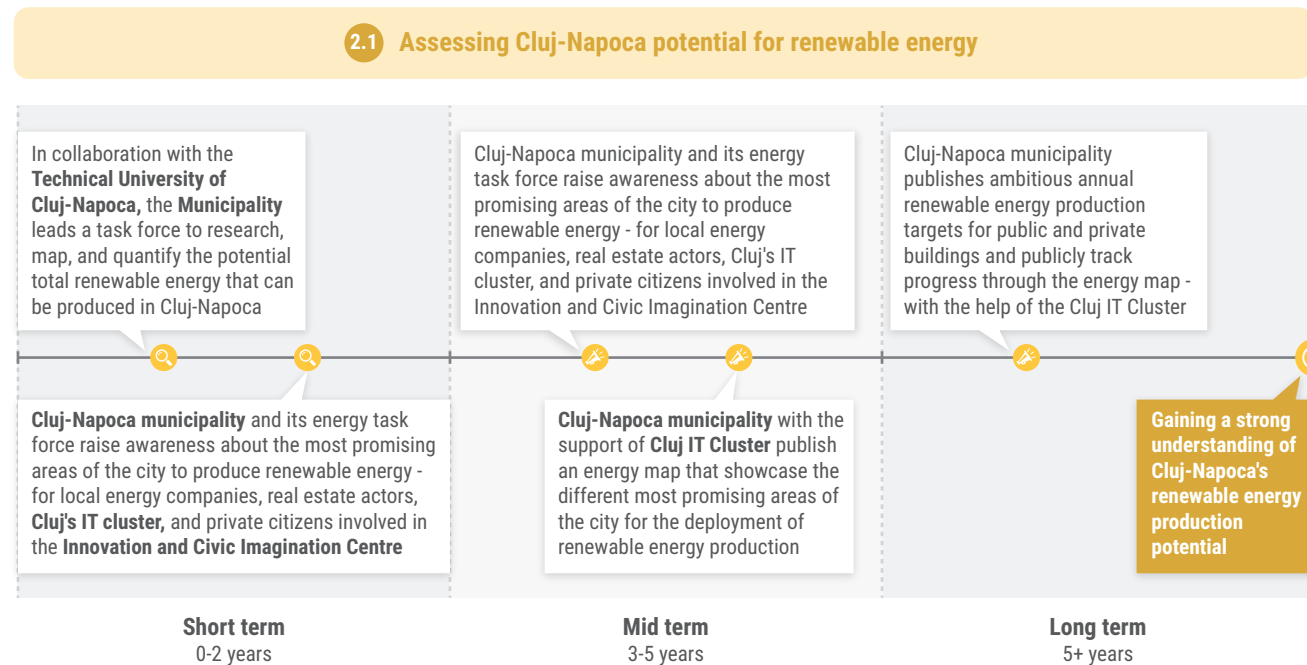 2.1 Assessing Cluj-Napoca potential for renewable energy
In collaboration with the
Technical University of
Cluj-Napoca, the Municipality
leads a task force to research,
map, and quantify the potential
total renewable energy that can
be produced in Cluj-Napoca
Cluj-Napoca municipality and its energy
task force raise awareness about the most
promising areas of the city to produce
renewable energy - for local energy
companies, real estate actors, Cluj's IT
cluster, and private citizens involved in the
Innovation and Civic Imagination Centre
Cluj-Napoca municipality
publishes ambitious annual
renewable energy production
targets for public and private
buildings and publicly track
progress through the energy map -
with the help of the Cluj IT Cluster
Cluj-Napoca municipality and its energy task
force raise awareness about the most promising
areas of the city to produce renewable energy -
for local energy companies, real estate actors,
Cluj's IT cluster, and private citizens involved in
the Innovation and Civic Imagination Centre
Cluj-Napoca municipality with the
support of Cluj IT Cluster publish
an energy map that showcase the
different most promising areas of
the city for the deployment of
renewable energy production
Gaining a strong
understanding of
Cluj-Napoca's
renewable energy
production
potential
Short term
0-2 years
Mid term
3-5 years
Long term
5+ years